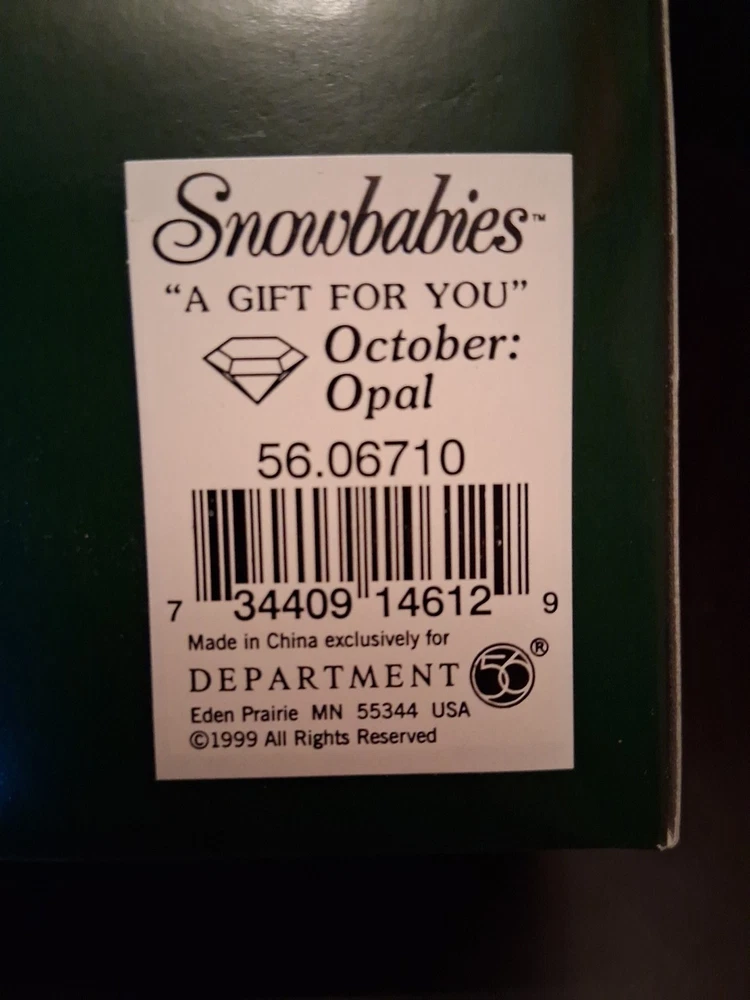 Snowbabies™
"A GIFT FOR YOU"
October:
Opal
56.06710
7 34409 14612 9
Made in China exclusively for
DEPARTMENT 56®
Eden Prairie MN 55344 USA
©1999 All Rights Reserved